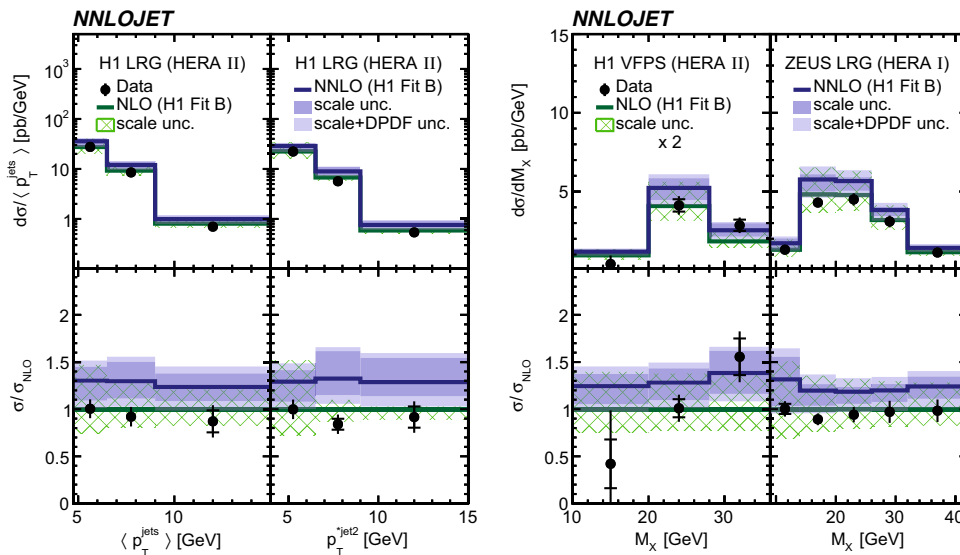 NNLOJET
H1 LRG (HERA II)
Data
NLO (H1 Fit B)
scale unc.
H1 LRG (HERA II)
NNLO (H1 Fit B)
scale unc.
scale+DPDF unc.
dσ/⟨ p_T^jets ⟩ [pb/GeV]
10^3
10^2
10
1
σ/σ_NLO
2
1.5
1
0.5
0
5
10
5
10
15
⟨ p_T^jets ⟩ [GeV]
p_T^*jet2 [GeV]
NNLOJET
H1 VFPS (HERA II)
Data
NLO (H1 Fit B)
scale unc.
x 2
ZEUS LRG (HERA I)
NNLO (H1 Fit B)
scale unc.
scale+DPDF unc.
dσ/dM_X [pb/GeV]
15
10
5
σ/σ_NLO
2
1.5
1
0.5
0
10
20
30
20
30
40
M_X [GeV]
M_X [GeV]